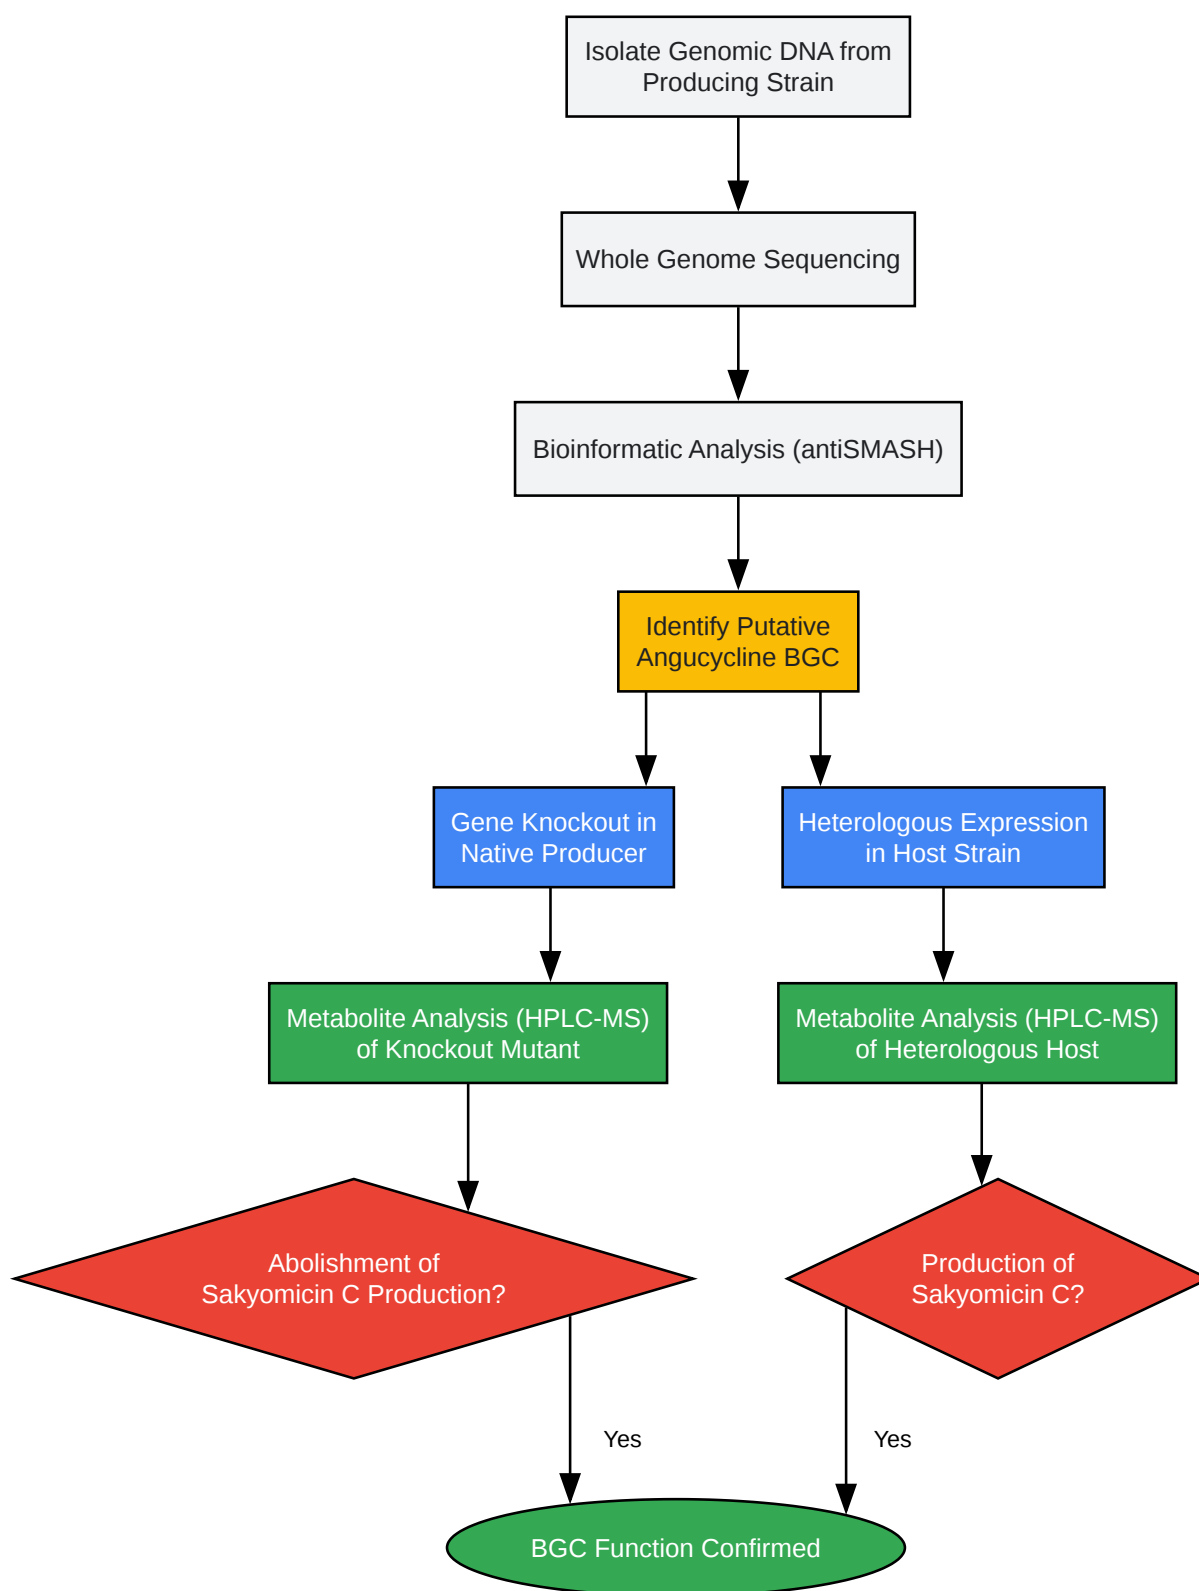 Isolate Genomic DNA from
Producing Strain
Whole Genome Sequencing
Bioinformatic Analysis (antiSMASH)
Identify Putative
Angucycline BGC
Gene Knockout in
Native Producer
Heterologous Expression
in Host Strain
Metabolite Analysis (HPLC-MS)
of Knockout Mutant
Metabolite Analysis (HPLC-MS)
of Heterologous Host
Abolishment of
Sakyomicin C Production?
Production of
Sakyomicin C?
Yes
Yes
BGC Function Confirmed